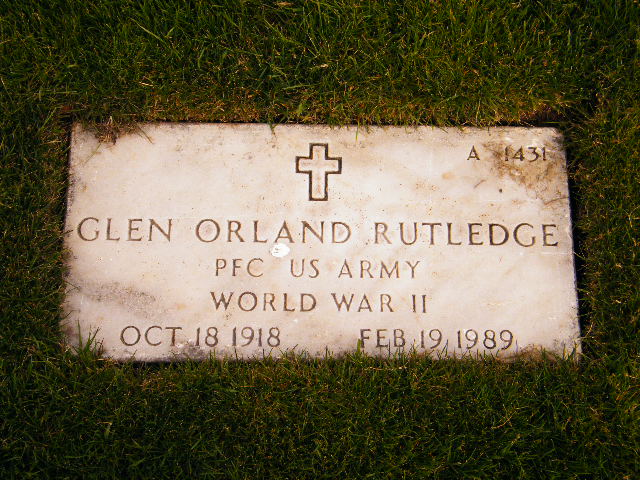 A 1431
GLEN ORLAND RUTLEDGE
PFC US ARMY
WORLD WAR II
OCT 18 1918 FEB 19 1989